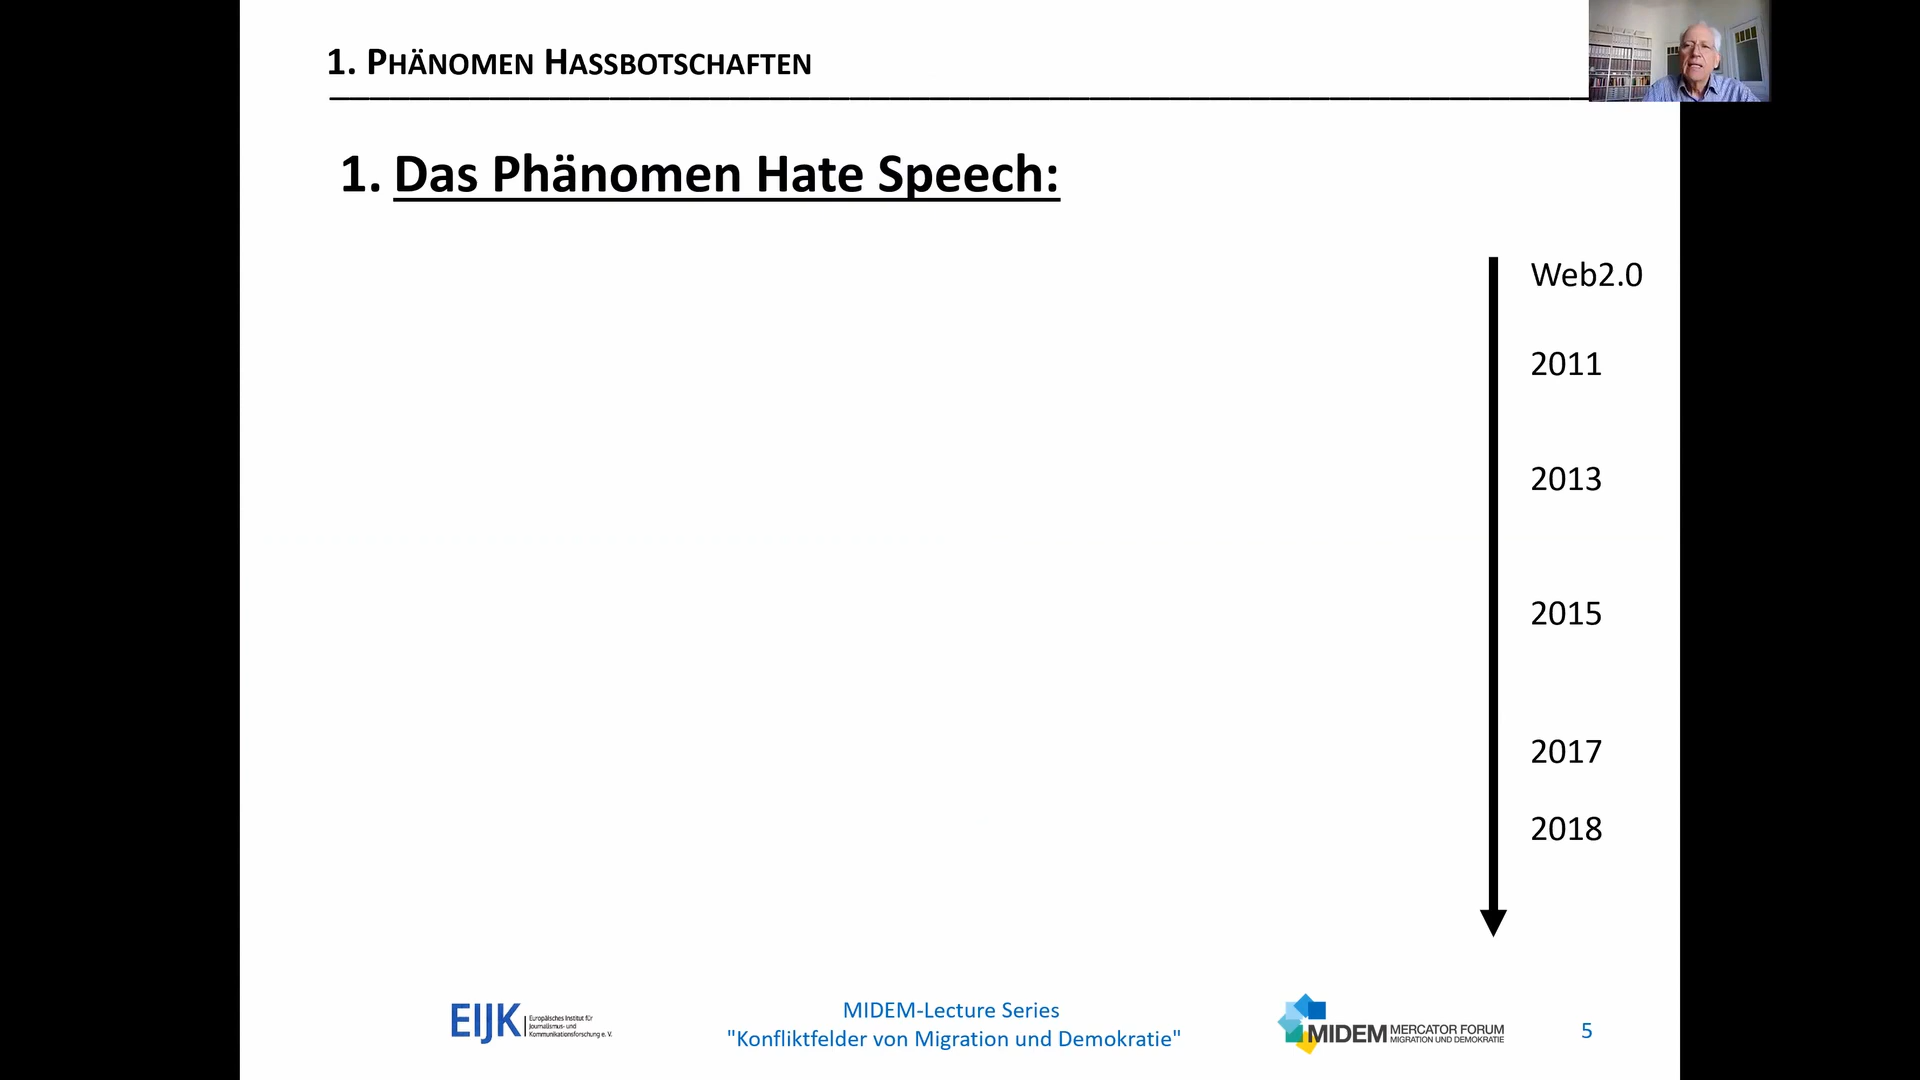 1. PHÄNOMEN HASSBOTSCHAFTEN
1. Das Phänomen Hate Speech:
Web2.0
2011
2013
2015
2017
2018
EIJK
Europäisches Institut für
Journalismus- und
Kommunikationsforschung e. V.
MIDEM-Lecture Series
"Konfliktfelder von Migration und Demokratie"
MIDEM
MERCATOR FORUM
MIGRATION UND DEMOKRATIE
5